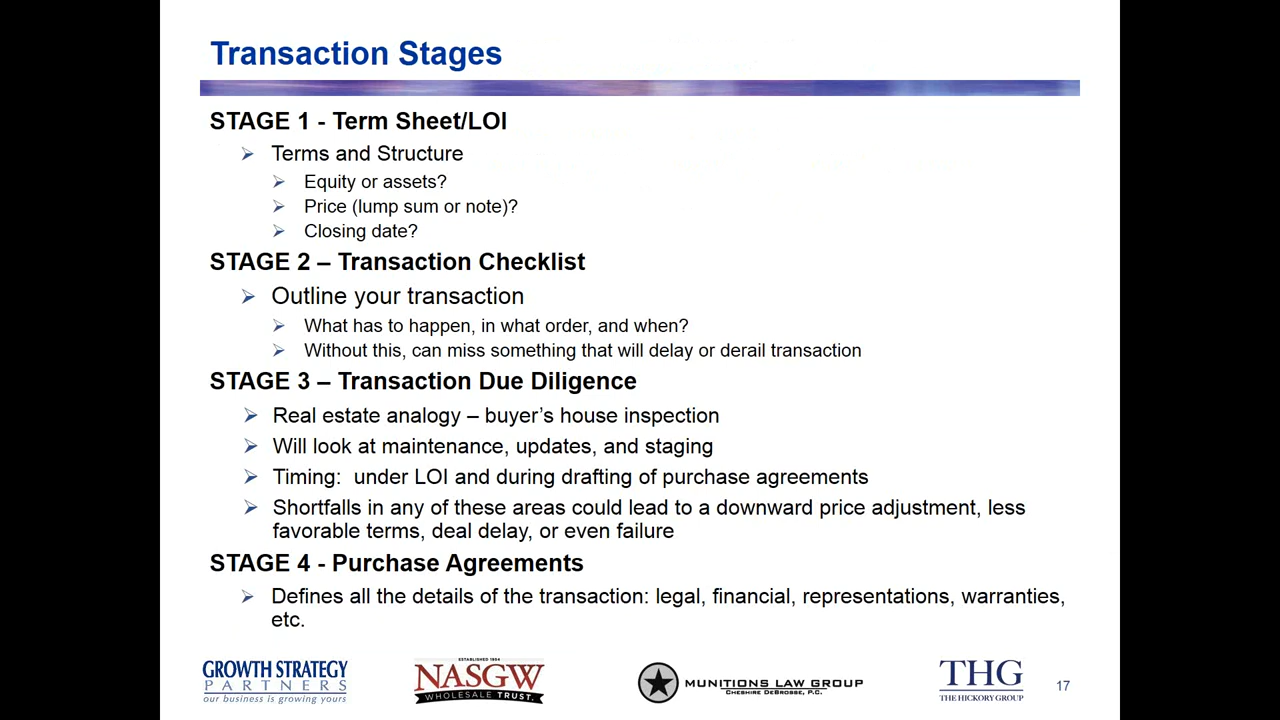 Transaction Stages
STAGE 1 - Term Sheet/LOI
Terms and Structure
Equity or assets?
Price (lump sum or note)?
Closing date?
STAGE 2 – Transaction Checklist
Outline your transaction
What has to happen, in what order, and when?
Without this, can miss something that will delay or derail transaction
STAGE 3 – Transaction Due Diligence
Real estate analogy – buyer's house inspection
Will look at maintenance, updates, and staging
Timing:  under LOI and during drafting of purchase agreements
Shortfalls in any of these areas could lead to a downward price adjustment, less
favorable terms, deal delay, or even failure
STAGE 4 - Purchase Agreements
Defines all the details of the transaction: legal, financial, representations, warranties,
etc.
GROWTH STRATEGY
PARTNERS
our business is growing yours
ESTABLISHED 1954
NASGW
WHOLESALE TRUST.
MUNITIONS LAW GROUP
CHESHIRE DEBROSSE, P.C.
THG
THE HICKORY GROUP
17